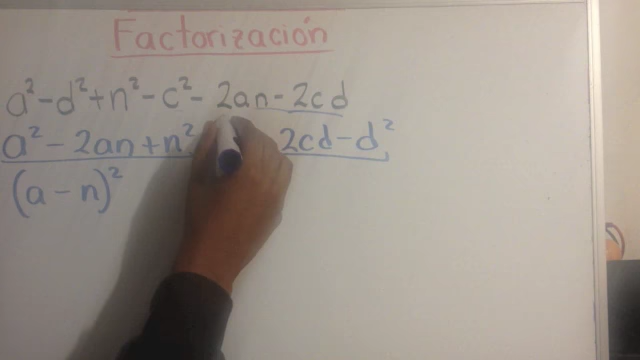 Factorización
a² - d² + n² - c² - 2an - 2cd
a² - 2an + n² 2cd - d²
(a - n)²